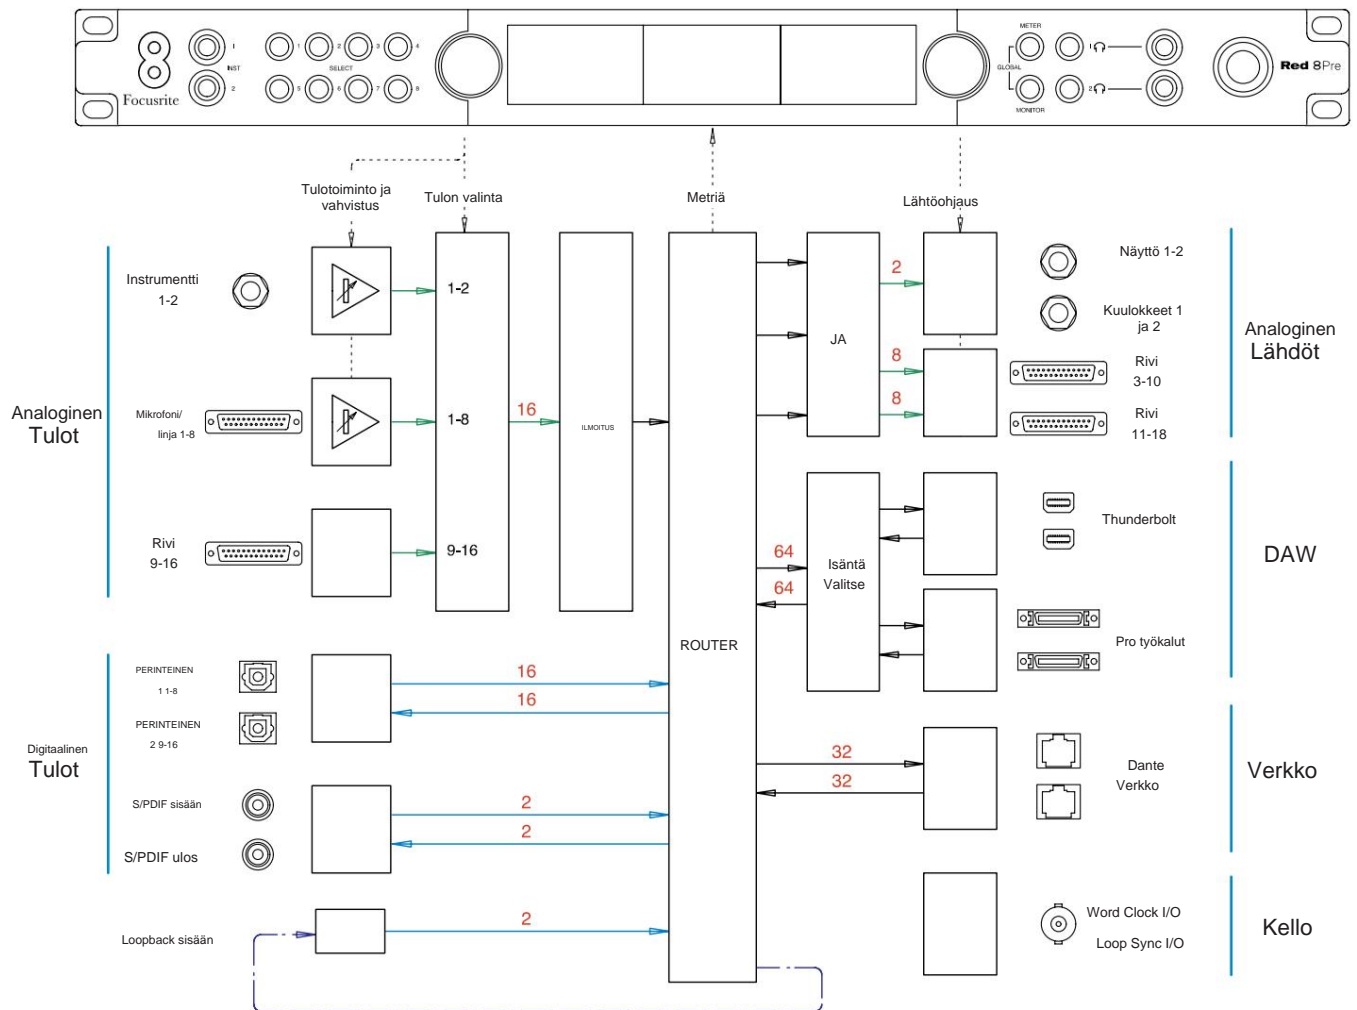 METER
1
1
2
3
4
1
INST
SELECT
GLOBAL
Red 8Pre
2
5
6
7
8
2
Focusrite
MONITOR
Tulotoiminto ja
vahvistus
Tulon valinta
Metriä
Lähtöohjaus
Instrumentti
1-2
1-2
2
Näyttö 1-2
Kuulokkeet 1
ja 2
JA
Analoginen
Lähdöt
8
Rivi
3-10
8
Rivi
11-18
Analoginen
Tulot
Mikrofoni/
linja 1-8
1-8
16
ILMOITUS
Rivi
9-16
9-16
64
64
Isäntä
Valitse
Thunderbolt
DAW
Pro työkalut
ROUTER
PERINTEINEN
1 1-8
16
16
PERINTEINEN
2 9-16
Digitaalinen
Tulot
S/PDIF sisään
2
2
S/PDIF ulos
32
32
Dante
Verkko
Verkko
Loopback sisään
2
Word Clock I/O
Loop Sync I/O
Kello